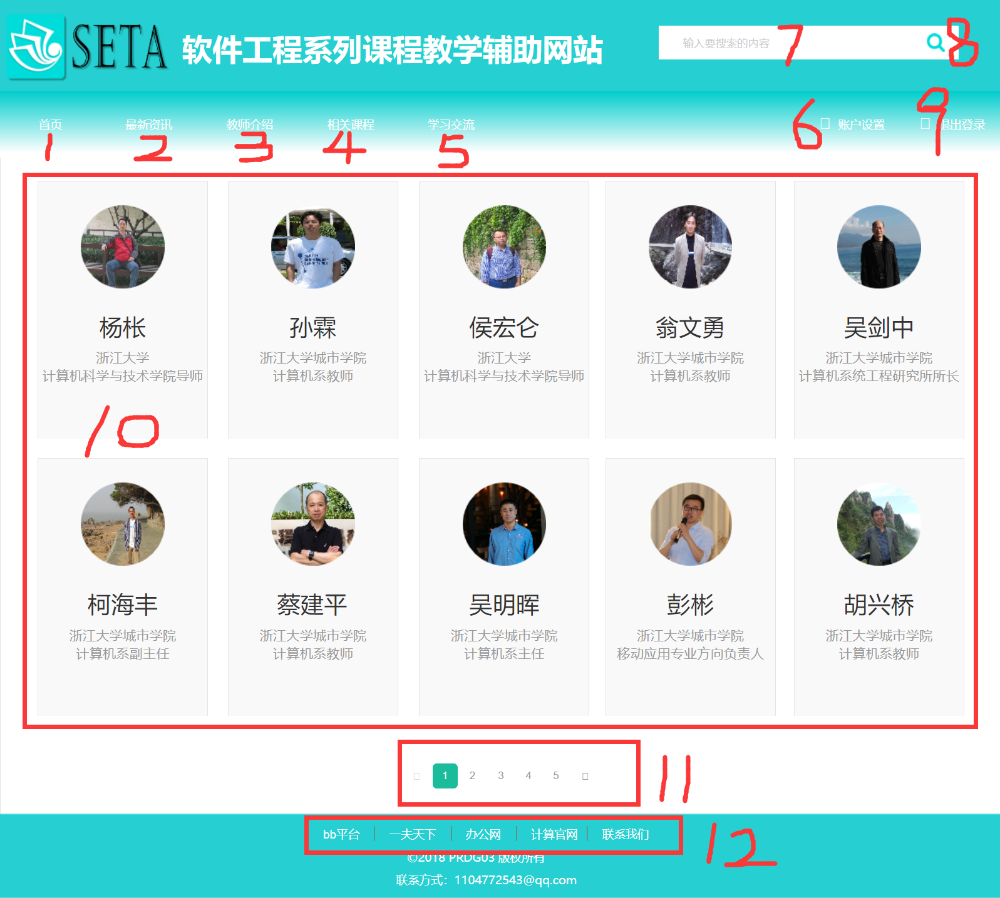 SETA 软件工程系列课程教学辅助网站
输入要搜索的内容 7 8
首页 最新资讯 教师介绍 相关课程 学习交流 6 账户设置 9 退出登录
1 2 3 4 5
杨枨 孙霖 侯宏仑 翁文勇 吴剑中
浙江大学 浙江大学城市学院 浙江大学 浙江大学城市学院 浙江大学城市学院
计算机科学与技术学院导师 计算机系教师 计算机科学与技术学院导师 计算机系教师 计算机系统工程研究所所长
10
柯海丰 蔡建平 吴明晖 彭彬 胡兴桥
浙江大学城市学院 浙江大学城市学院 浙江大学城市学院 浙江大学城市学院 浙江大学城市学院
计算机系副主任 计算机系教师 计算机系主任 移动应用专业方向负责人 计算机系教师
1 2 3 4 5 11
bb平台 | 一夫天下 | 办公网 | 计算官网 | 联系我们 12
©2018 PRDG03 版权所有
联系方式：1104772543@qq.com